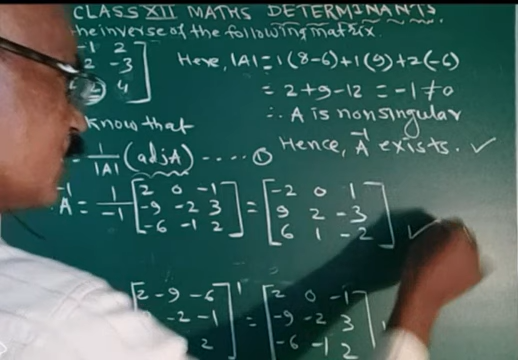 CLASS XII MATHS DETERMINANTS.
the inverse of the following matrix.
-1 2
2 -3
4
Here, |A| = 1(8-6)+1(9)+2(-6)
= 2+9-12 = -1 ≠ 0
∴ A is nonsingular
Hence, A⁻¹ exists. ✓
Know that
= 1/|A| (adjA) ..... ①
A⁻¹ = 1/-1 [2 0 -1] = [-2 0 1]
[-9 -2 3] [9 2 -3]
[-6 -1 2] [6 1 -2] ✓
[2 -9 -6]' = [2 0 -1]
-2 -1] [-9 -2 3]
2] [-6 -1 2]